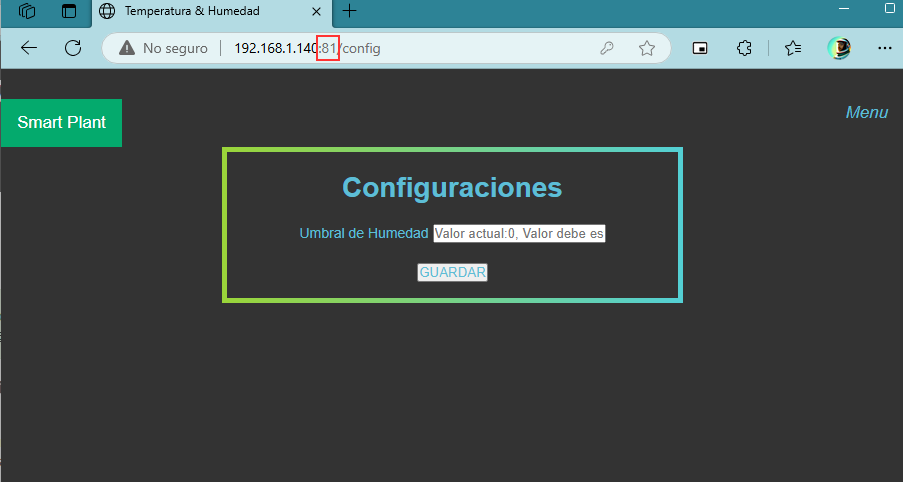 Temperatura & Humedad
No seguro
192.168.1.140:81/config
Smart Plant
Menu
Configuraciones
Umbral de Humedad Valor actual:0, Valor debe es
GUARDAR